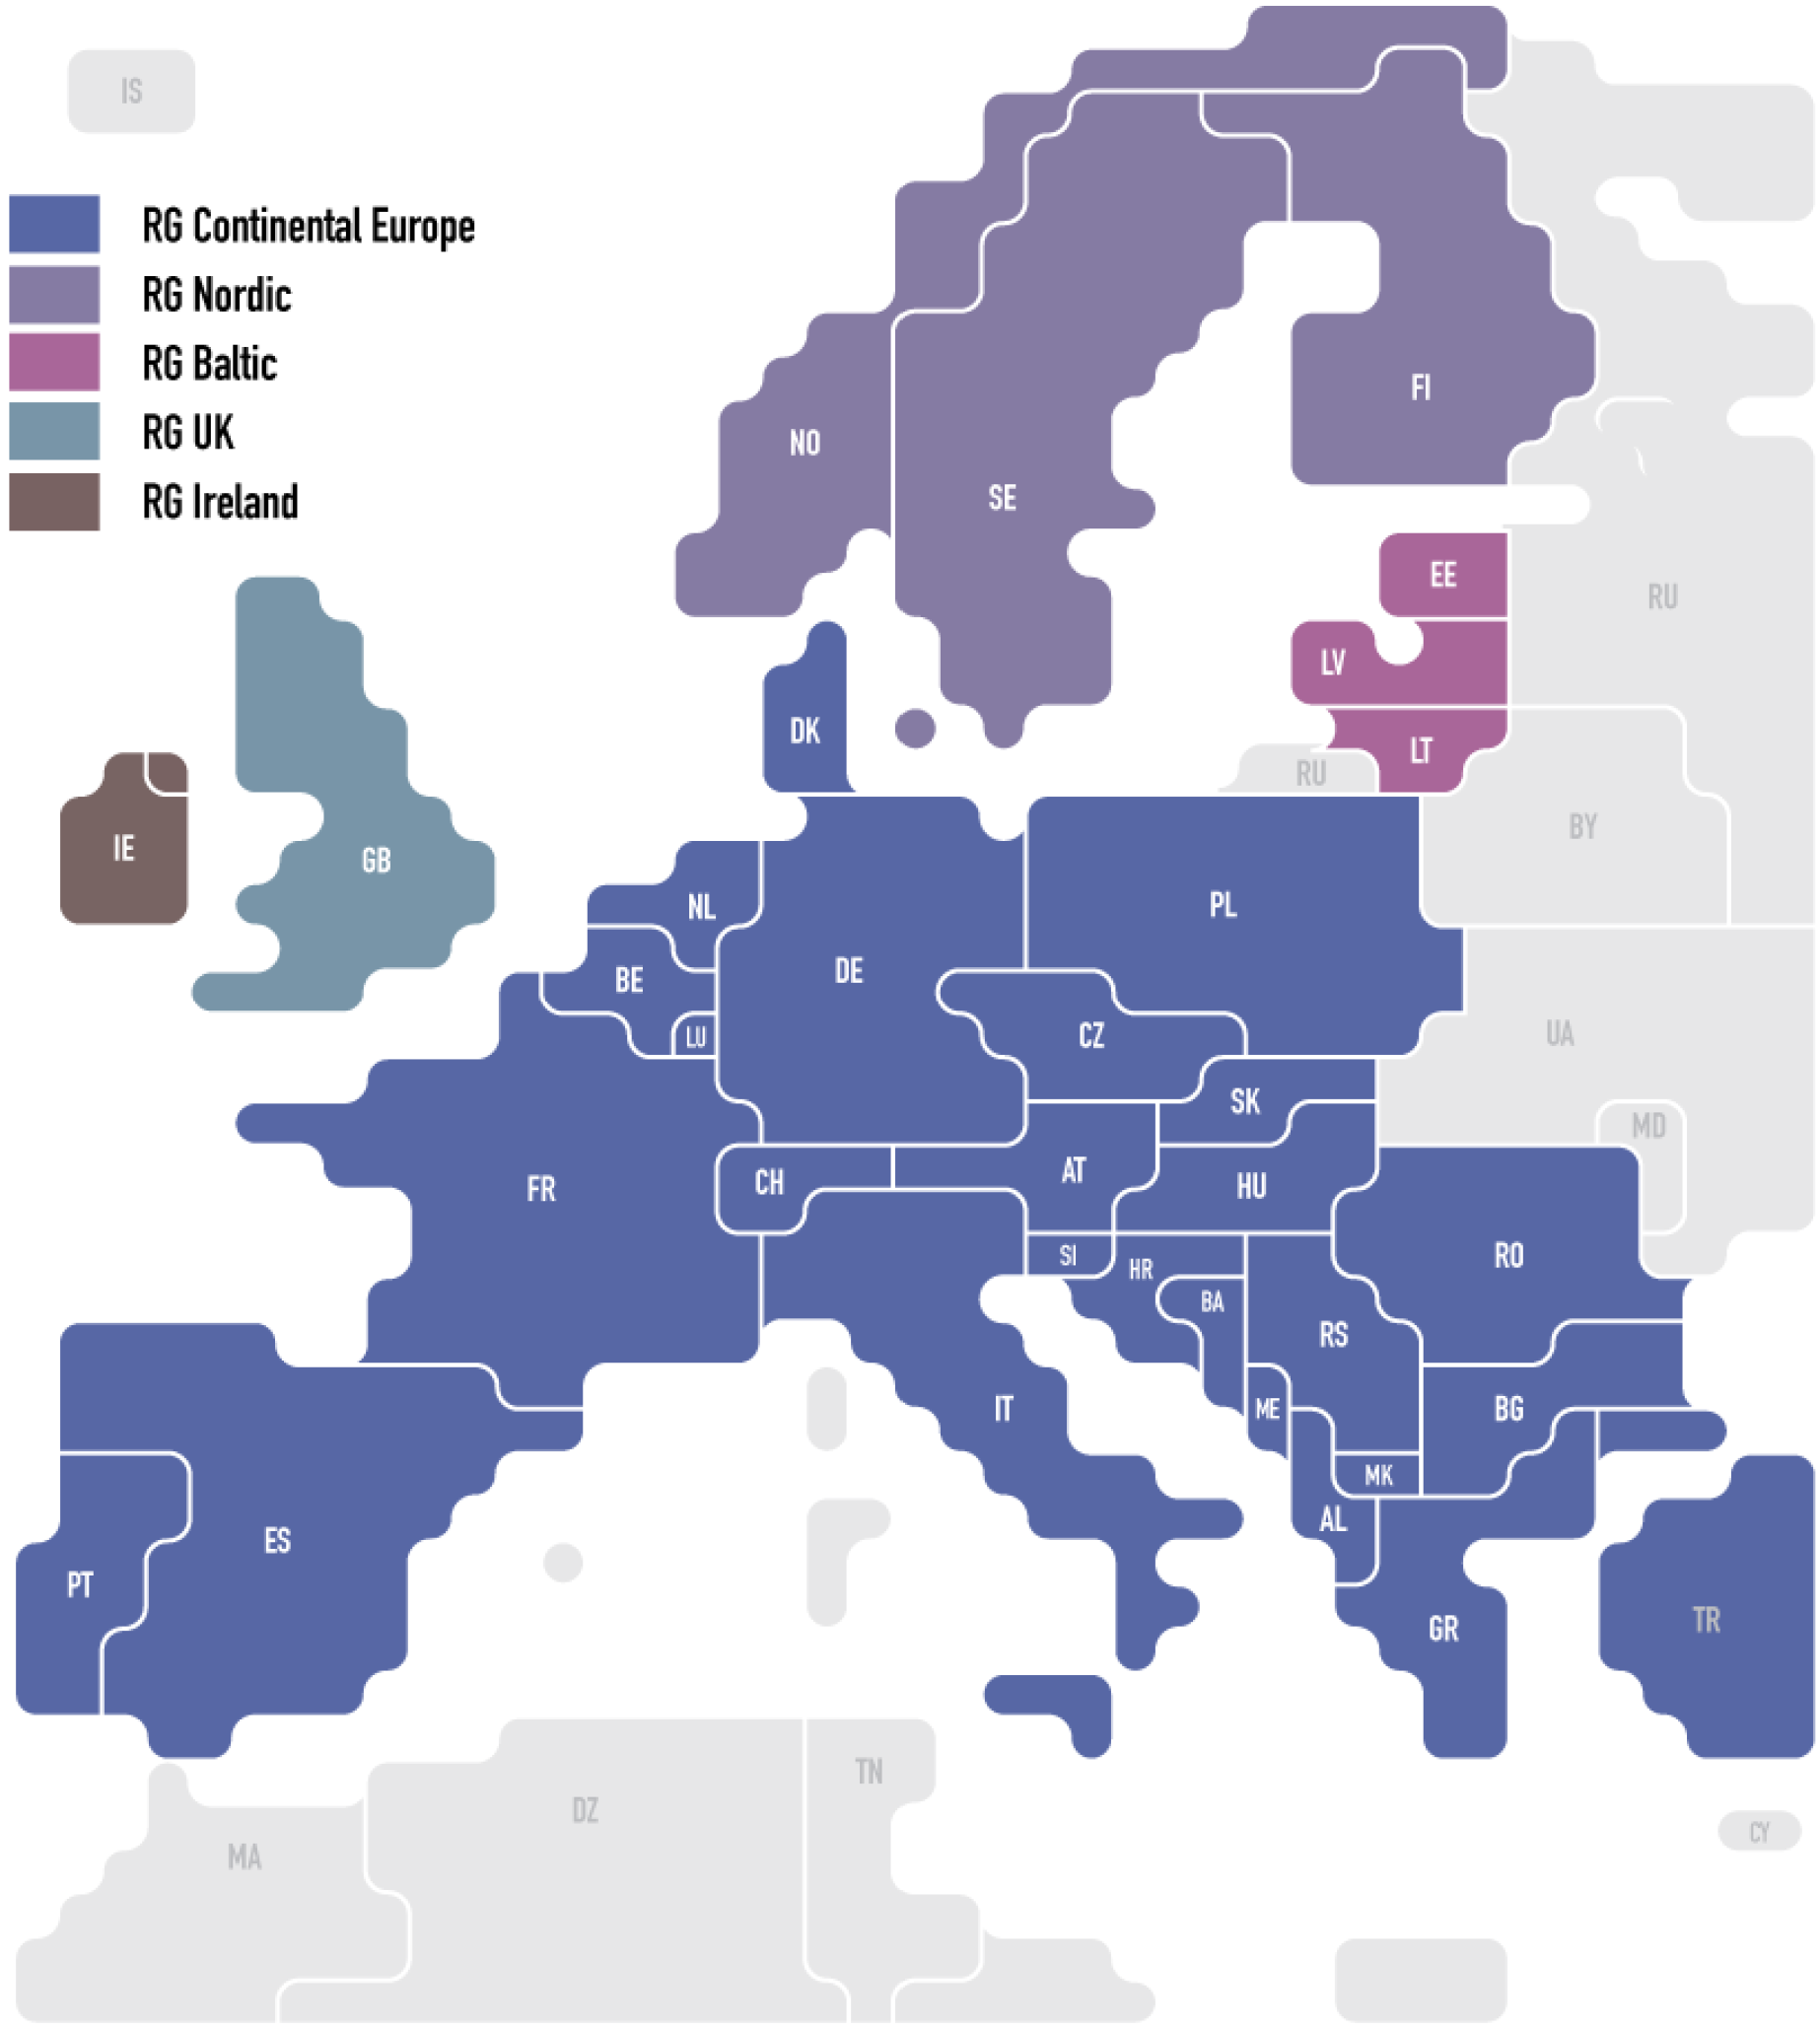 IS
RG Continental Europe
RG Nordic
RG Baltic
RG UK
RG Ireland
FI
NO
SE
EE
RU
LV
DK
LT
RU
BY
IE
GB
NL
PL
DE
BE
CZ
LU
UA
SK
MD
AT
CH
HU
FR
SI
RO
HR
BA
RS
IT
ME
BG
MK
AL
ES
PT
TR
GR
TN
DZ
CY
MA